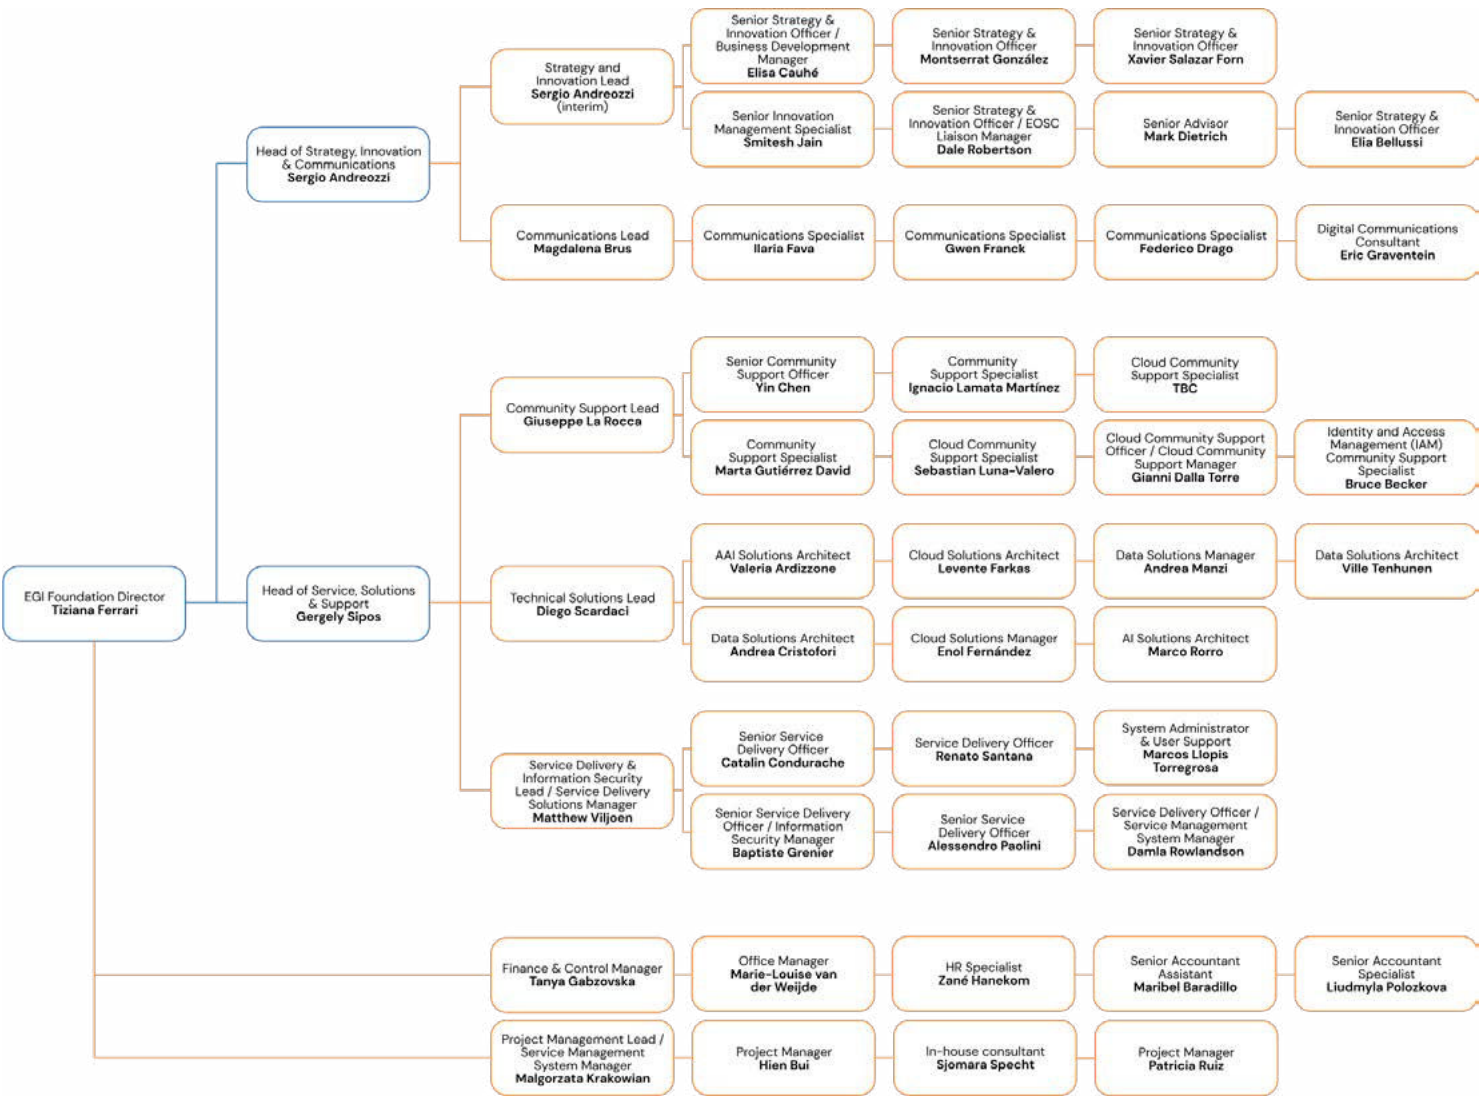 Senior Strategy &
Innovation Officer /
Business Development
Manager
Elisa Cauhé
Senior Strategy &
Innovation Officer
Montserrat González
Senior Strategy &
Innovation Officer
Xavier Salazar Forn
Strategy and
Innovation Lead
Sergio Andreozzi
(interim)
Senior Innovation
Management Specialist
Smitesh Jain
Senior Strategy &
Innovation Officer / EOSC
Liaison Manager
Dale Robertson
Senior Advisor
Mark Dietrich
Senior Strategy &
Innovation Officer
Elia Bellussi
Head of Strategy, Innovation
& Communications
Sergio Andreozzi
Communications Lead
Magdalena Brus
Communications Specialist
Ilaria Fava
Communications Specialist
Gwen Franck
Communications Specialist
Federico Drago
Digital Communications
Consultant
Eric Graventein
Senior Community
Support Officer
Yin Chen
Community
Support Specialist
Ignacio Lamata Martínez
Cloud Community
Support Specialist
TBC
Community Support Lead
Giuseppe La Rocca
Community
Support Specialist
Marta Gutiérrez David
Cloud Community
Support Specialist
Sebastian Luna-Valero
Cloud Community Support
Officer / Cloud Community
Support Manager
Gianni Dalla Torre
Identity and Access
Management (IAM)
Community Support
Specialist
Bruce Becker
AAI Solutions Architect
Valeria Ardizzone
Cloud Solutions Architect
Levente Farkas
Data Solutions Manager
Andrea Manzi
Data Solutions Architect
Ville Tenhunen
EGI Foundation Director
Tiziana Ferrari
Head of Service, Solutions
& Support
Gergely Sipos
Technical Solutions Lead
Diego Scardaci
Data Solutions Architect
Andrea Cristofori
Cloud Solutions Manager
Enol Fernández
AI Solutions Architect
Marco Rorro
Senior Service
Delivery Officer
Catalin Condurache
Service Delivery Officer
Renato Santana
System Administrator
& User Support
Marcos Llopis
Torregrosa
Service Delivery &
Information Security
Lead / Service Delivery
Solutions Manager
Matthew Viljoen
Senior Service Delivery
Officer / Information
Security Manager
Baptiste Grenier
Senior Service
Delivery Officer
Alessendro Paolini
Service Delivery Officer /
Service Management
System Manager
Damla Rowlandson
Finance & Control Manager
Tanya Gabzovska
Office Manager
Marie-Louise van
der Weijde
HR Specialist
Zané Hanekom
Senior Accountant
Assistant
Maribel Baradillo
Senior Accountant
Specialist
Liudmyla Polozkova
Project Management Lead /
Service Management
System Manager
Malgorzata Krakowian
Project Manager
Hien Bui
In-house consultant
Sjomara Specht
Project Manager
Patricia Ruiz